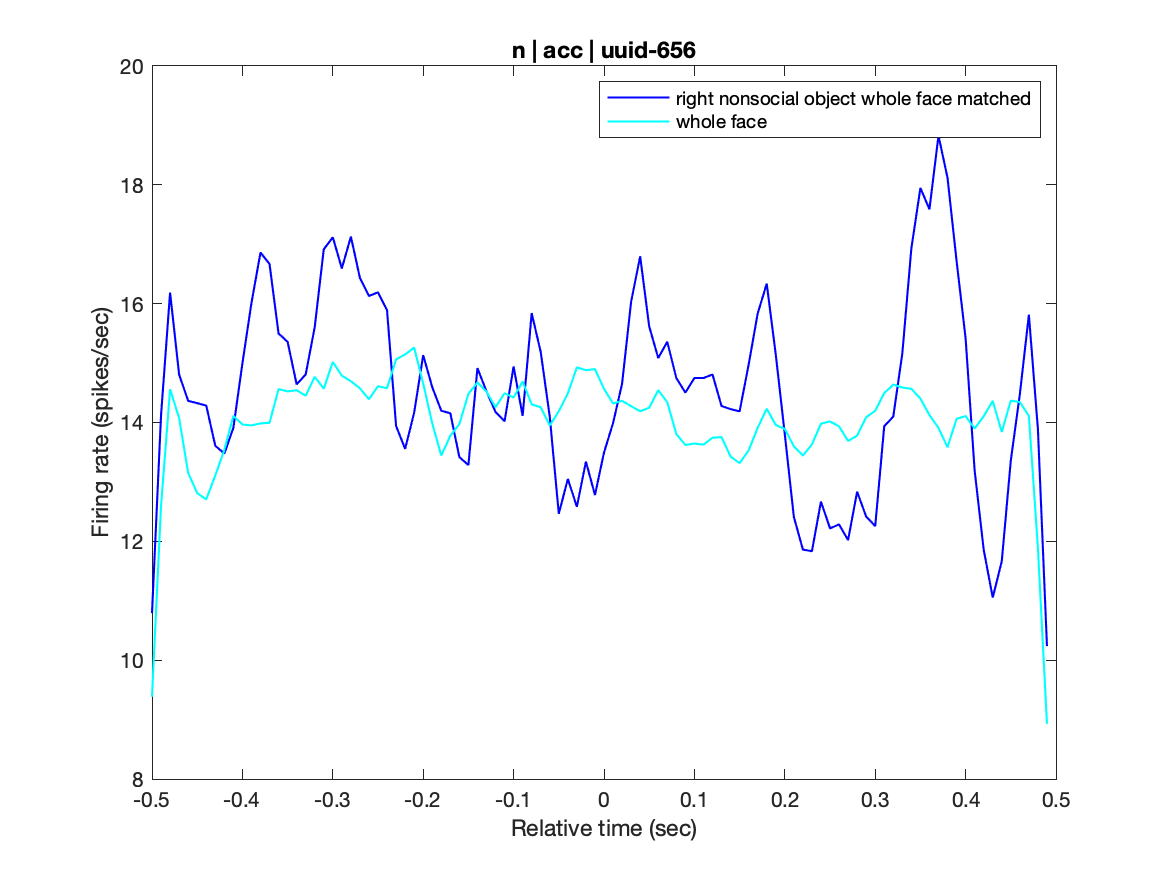 n | acc | uuid-656
right nonsocial object whole face matched
whole face
Firing rate (spikes/sec)
20
18
16
14
12
10
8
-0.5 -0.4 -0.3 -0.2 -0.1 0 0.1 0.2 0.3 0.4 0.5
Relative time (sec)